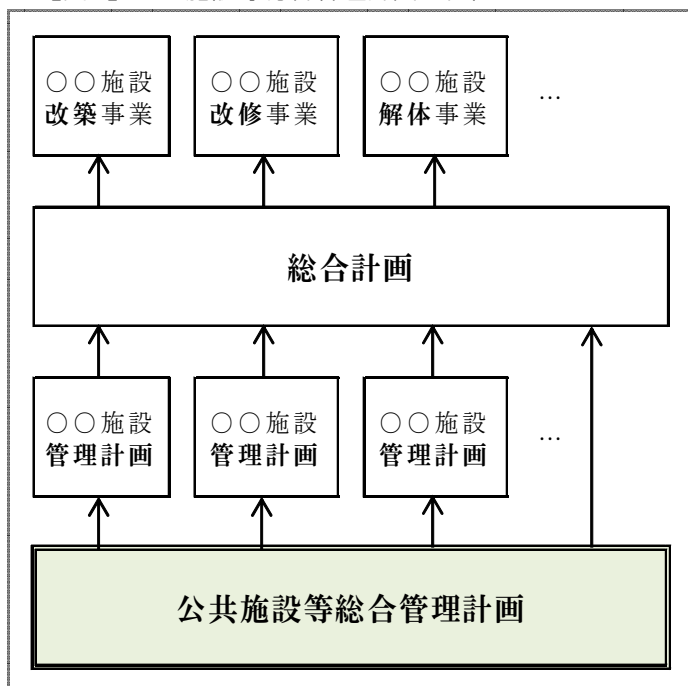 ○○施設
改築事業
○○施設
改修事業
○○施設
解体事業
…
総合計画
○○施設
管理計画
○○施設
管理計画
○○施設
管理計画
…
公共施設等総合管理計画